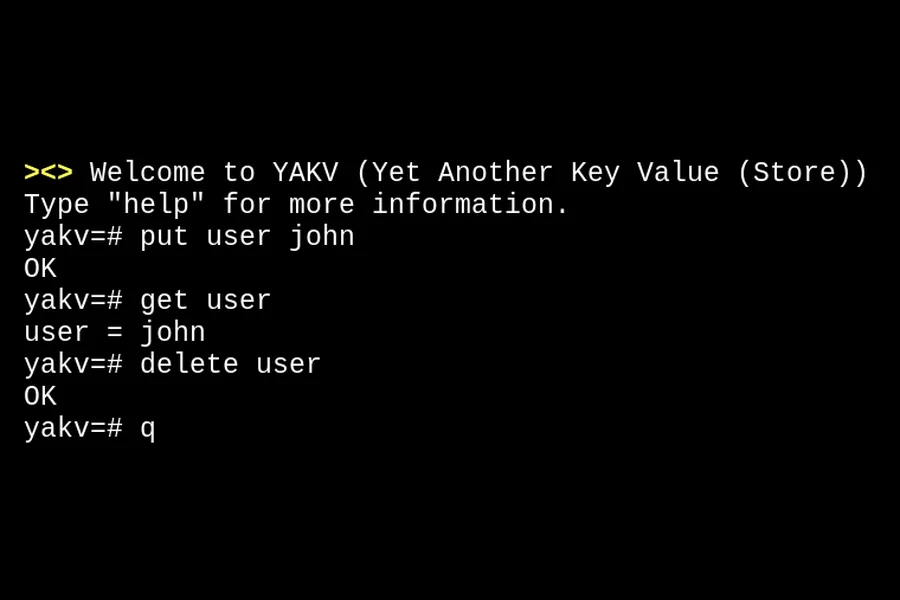 ><> Welcome to YAKV (Yet Another Key Value (Store))
Type "help" for more information.
yakv=# put user john
OK
yakv=# get user
user = john
yakv=# delete user
OK
yakv=# q